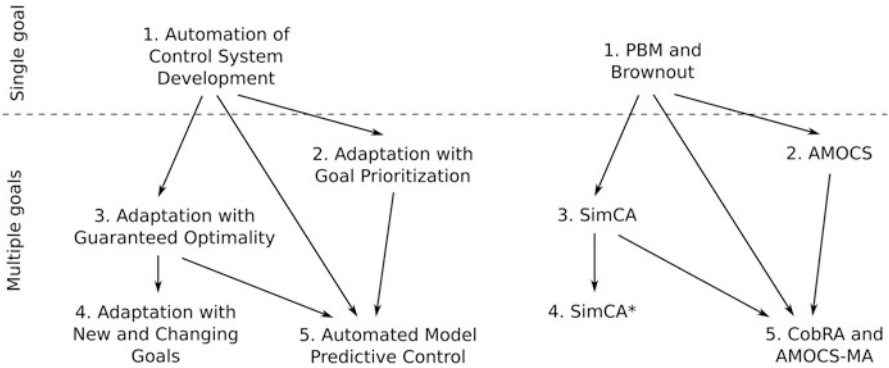 Single goal
1. Automation of
Control System
Development
1. PBM and
Brownout
Multiple goals
2. Adaptation with
Goal Prioritization
3. Adaptation with
Guaranteed Optimality
4. Adaptation with
New and Changing
Goals
5. Automated Model
Predictive Control
2. AMOCS
3. SimCA
4. SimCA*
5. CobRA and
AMOCS-MA